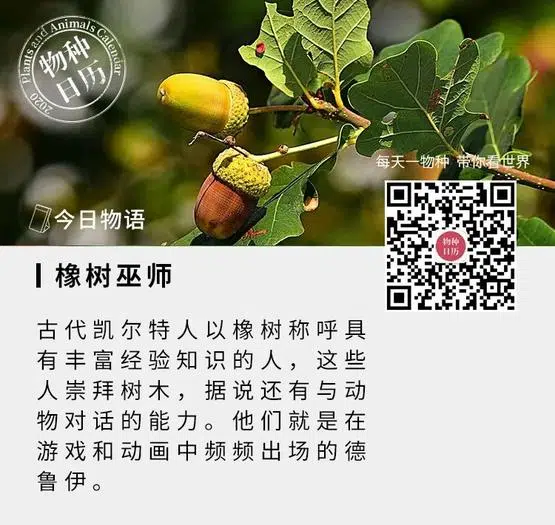 Plants and Animals Calendar
物种
日历
2020
每天一物种 带你看世界
物种
日历
今日物语
橡树巫师
古代凯尔特人以橡树称呼具
有丰富经验知识的人，这些
人崇拜树木，据说还有与动
物对话的能力。他们就是在
游戏和动画中频频出场的德
鲁伊。